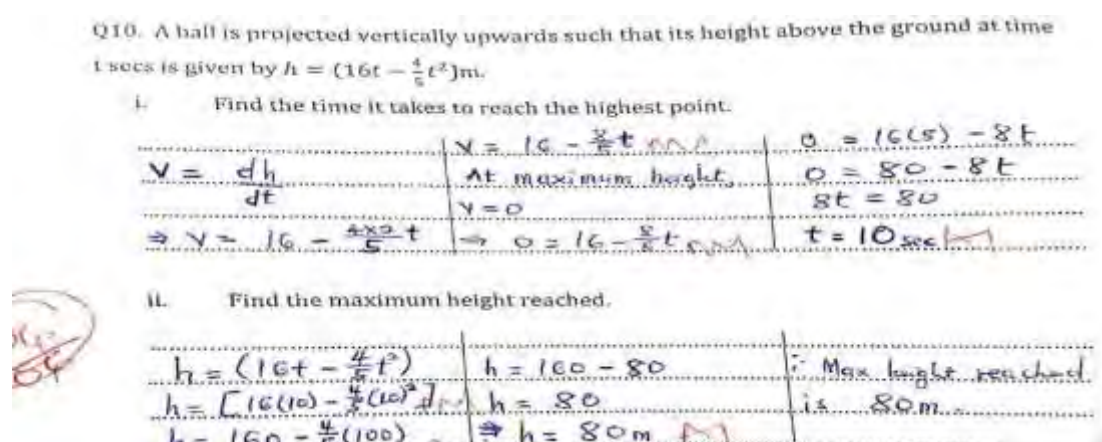 Q10. A ball is projected vertically upwards such that its height above the ground at time
t secs is given by h = (16t − 4/5 t²)m.
i. Find the time it takes to reach the highest point.
V = dh/dt
⇒ V = 16 − 4×2/5 t
V = 16 − 8/5 t
At maximum height,
V = 0
⇒ 0 = 16 − 8/5 t
0 = 16(5) − 8t
0 = 80 − 8t
8t = 80
t = 10 sec
ii. Find the maximum height reached.
h = (16t − 4/5 t²)
h = [16(10) − 4/5 (10)²]
h = 160 − 4/5 (100)
h = 160 − 80
h = 80
⇒ h = 80m
∴ Max height reached
is 80m